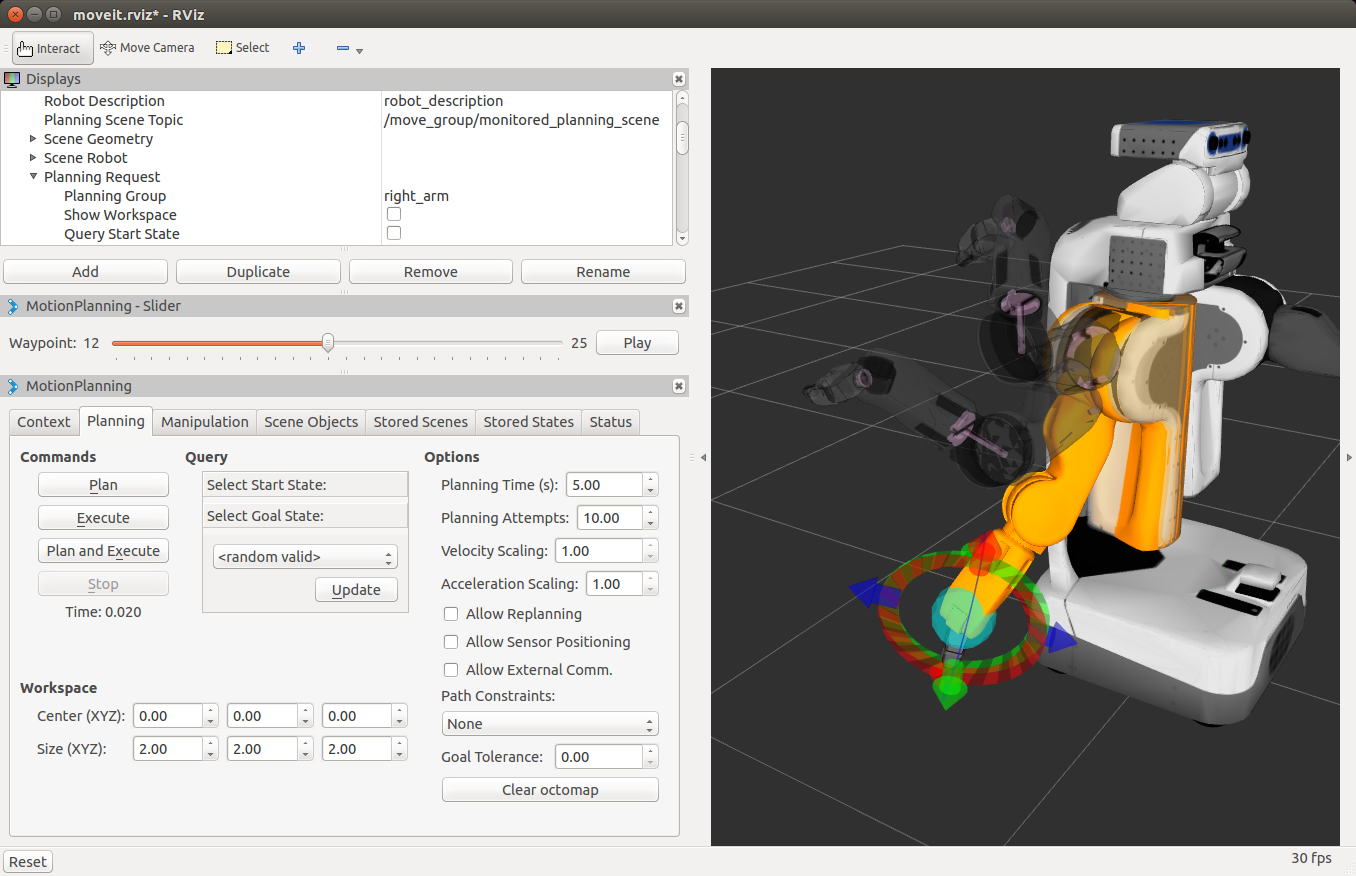 moveit.rviz* - RViz
Interact Move Camera Select
Displays
Robot Description robot_description
Planning Scene Topic /move_group/monitored_planning_scene
Scene Geometry
Scene Robot
Planning Request
Planning Group right_arm
Show Workspace
Query Start State
Add Duplicate Remove Rename
MotionPlanning - Slider
Waypoint: 12 25 Play
MotionPlanning
Context Planning Manipulation Scene Objects Stored Scenes Stored States Status
Commands
Plan
Execute
Plan and Execute
Stop
Time: 0.020
Query
Select Start State:
Select Goal State:
<random valid>
Update
Options
Planning Time (s): 5.00
Planning Attempts: 10.00
Velocity Scaling: 1.00
Acceleration Scaling: 1.00
Allow Replanning
Allow Sensor Positioning
Allow External Comm.
Path Constraints:
None
Goal Tolerance: 0.00
Clear octomap
Workspace
Center (XYZ): 0.00 0.00 0.00
Size (XYZ): 2.00 2.00 2.00
Reset
30 fps